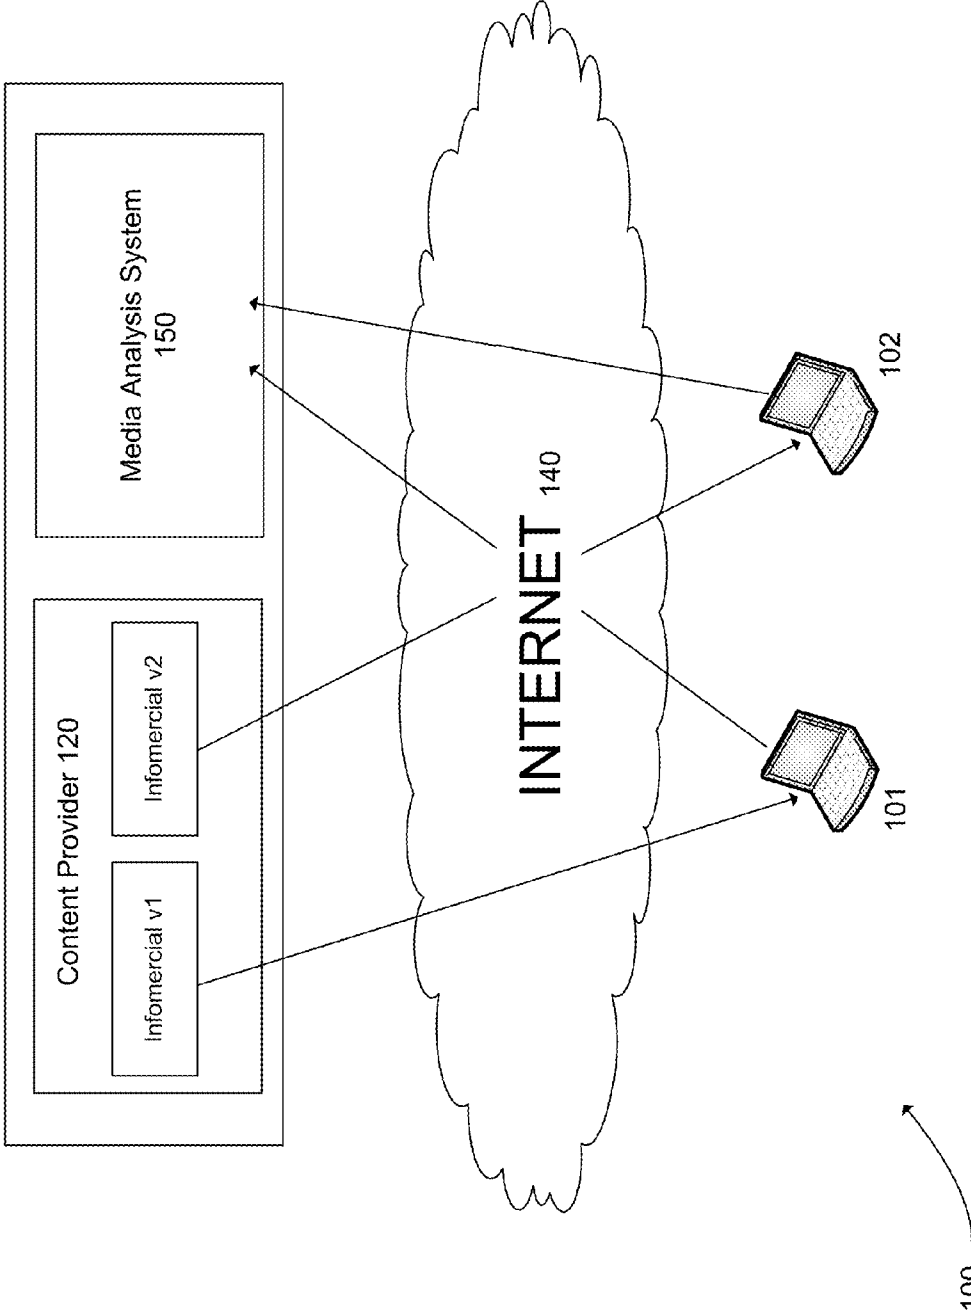 Content Provider 120
Infomercial v1
Infomercial v2
Media Analysis System
150
INTERNET 140
101
102
100